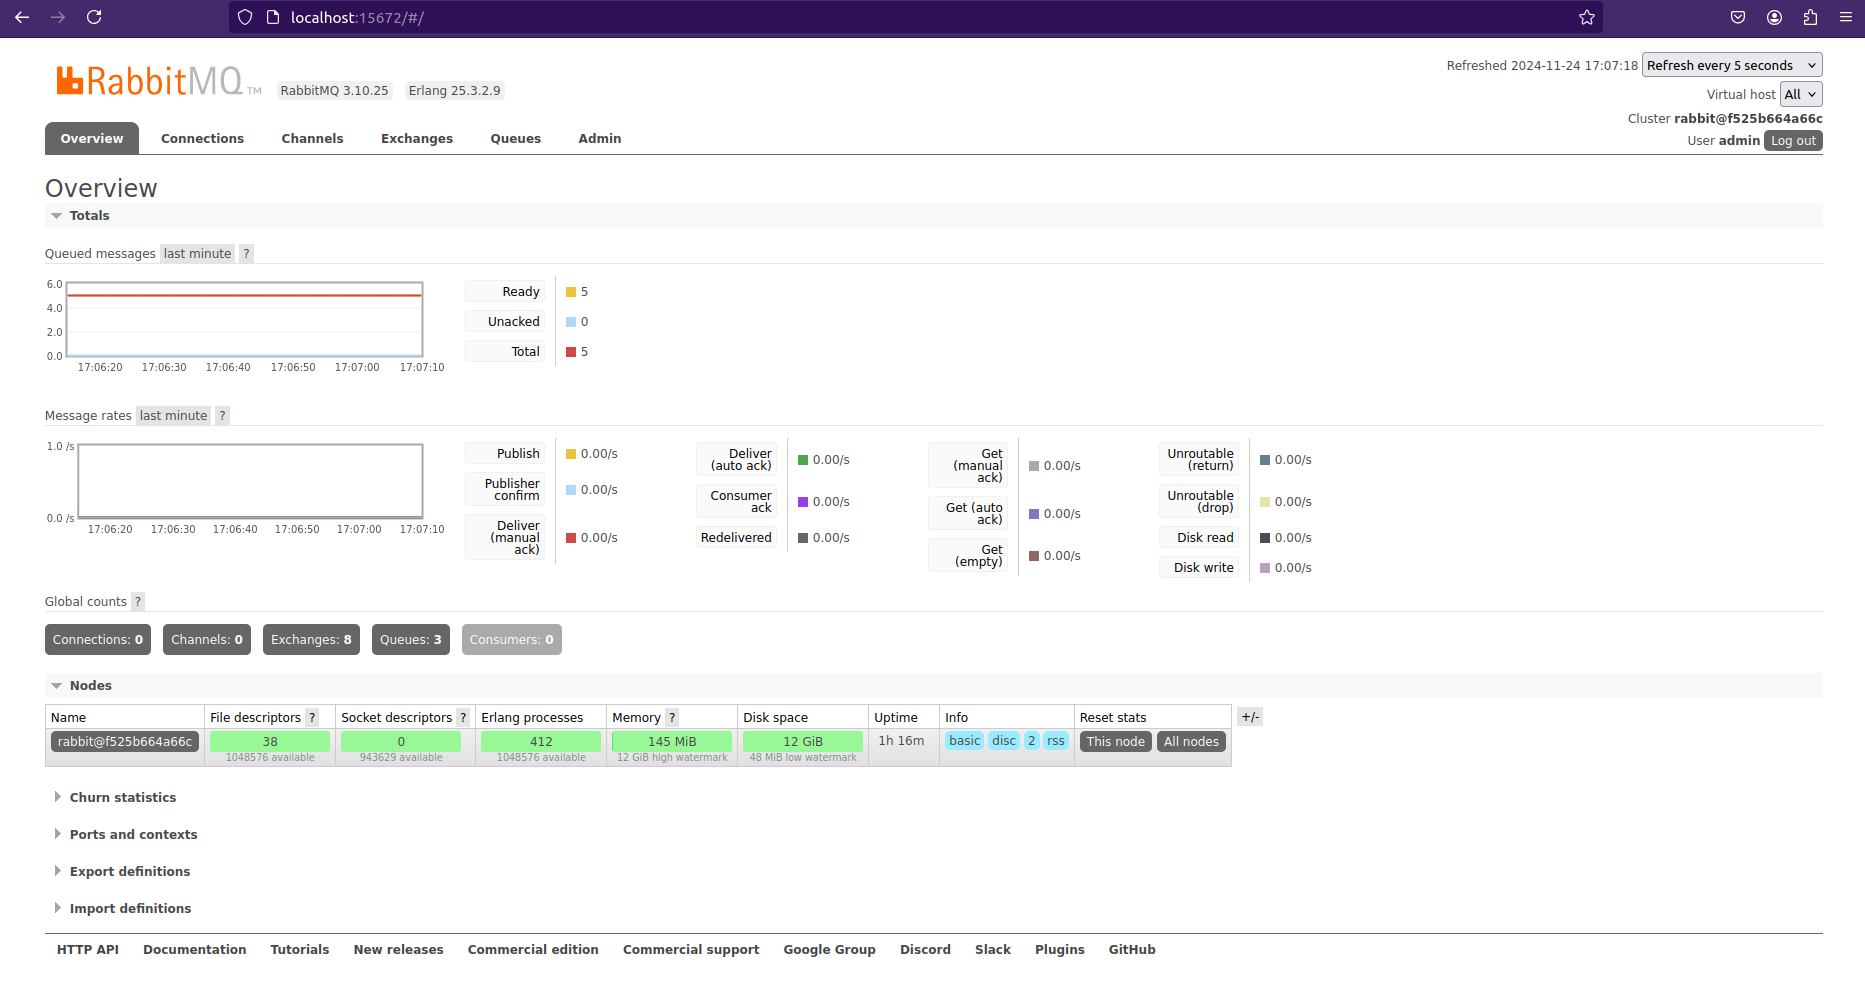 localhost:15672/#/
RabbitMQ TM RabbitMQ 3.10.25 Erlang 25.3.2.9
Refreshed 2024-11-24 17:07:18 Refresh every 5 seconds
Virtual host All
Cluster rabbit@f525b664a66c
User admin Log out
Overview Connections Channels Exchanges Queues Admin
Overview
Totals
Queued messages last minute ?
6.0
4.0
2.0
0.0
17:06:20 17:06:30 17:06:40 17:06:50 17:07:00 17:07:10
Ready 5
Unacked 0
Total 5
Message rates last minute ?
1.0 /s
0.0 /s
17:06:20 17:06:30 17:06:40 17:06:50 17:07:00 17:07:10
Publish 0.00/s
Publisher
confirm 0.00/s
Deliver
(manual
ack) 0.00/s
Deliver
(auto ack) 0.00/s
Consumer
ack 0.00/s
Redelivered 0.00/s
Get
(manual
ack) 0.00/s
Get (auto
ack) 0.00/s
Get
(empty) 0.00/s
Unroutable
(return) 0.00/s
Unroutable
(drop) 0.00/s
Disk read 0.00/s
Disk write 0.00/s
Global counts ?
Connections: 0 Channels: 0 Exchanges: 8 Queues: 3 Consumers: 0
Nodes
Name File descriptors ? Socket descriptors ? Erlang processes Memory ? Disk space Uptime Info Reset stats +/-
rabbit@f525b664a66c 38 0 412 145 MiB 12 GiB 1h 16m basic disc 2 rss This node All nodes
1048576 available 943629 available 1048576 available 12 GiB high watermark 48 MiB low watermark
Churn statistics
Ports and contexts
Export definitions
Import definitions
HTTP API Documentation Tutorials New releases Commercial edition Commercial support Google Group Discord Slack Plugins GitHub